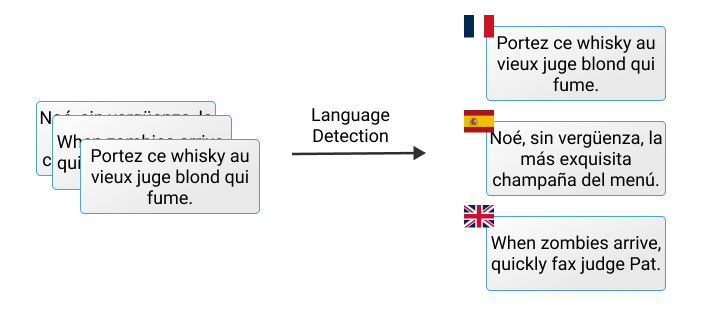 Noé, sin vergüenza, la
c
When zombies arrive,
qui
Portez ce whisky au
vieux juge blond qui
fume.
Language
Detection
Portez ce whisky au
vieux juge blond qui
fume.
Noé, sin vergüenza, la
más exquisita
champaña del menú.
When zombies arrive,
quickly fax judge Pat.